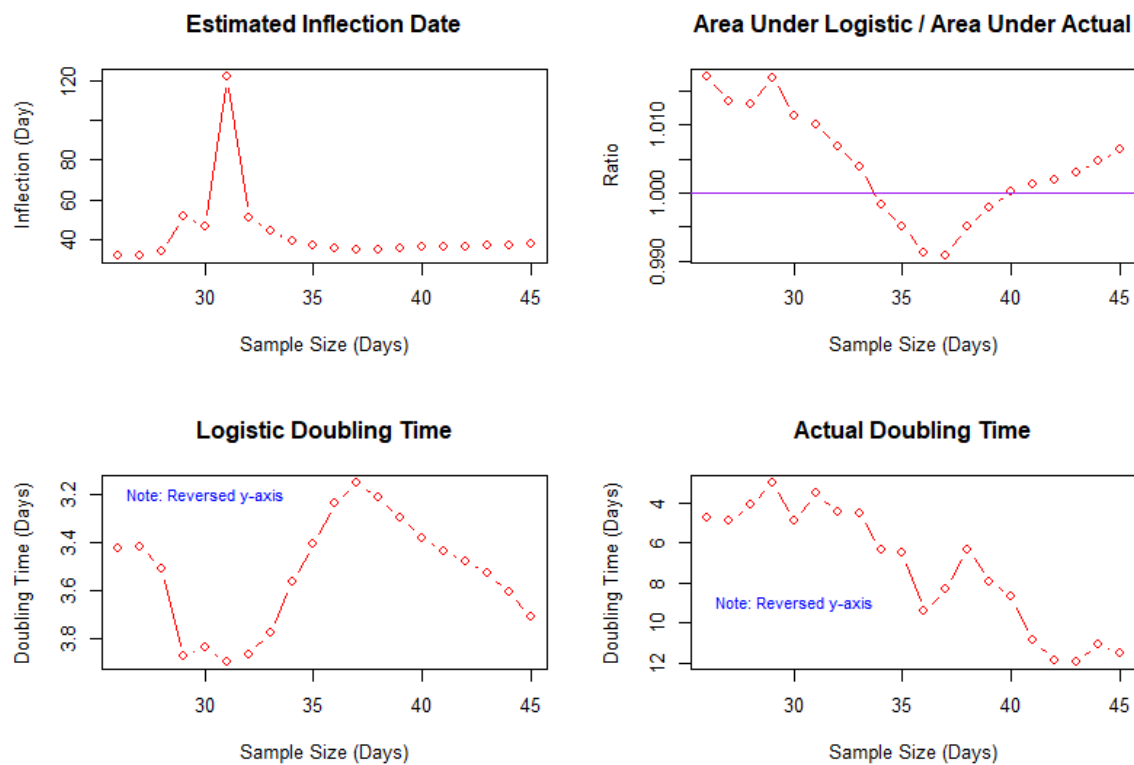 Estimated Inflection Date
120
80
60
40
Inflection (Day)
30 35 40 45
Sample Size (Days)
Area Under Logistic / Area Under Actual
1.010
1.000
0.990
Ratio
30 35 40 45
Sample Size (Days)
Logistic Doubling Time
Note: Reversed y-axis
3.2
3.4
3.6
3.8
Doubling Time (Days)
30 35 40 45
Sample Size (Days)
Actual Doubling Time
4
6
8
10
12
Note: Reversed y-axis
Doubling Time (Days)
30 35 40 45
Sample Size (Days)